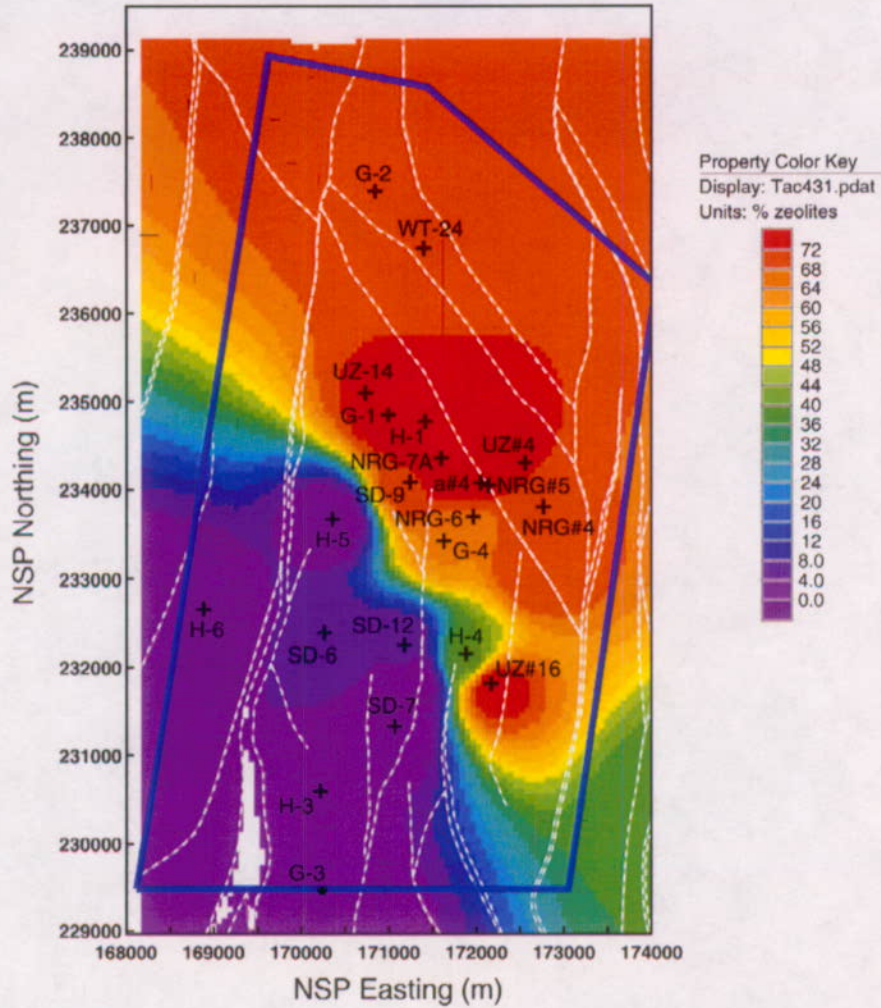 239000
238000
237000
236000
235000
234000
233000
232000
231000
230000
229000
NSP Northing (m)
168000 169000 170000 171000 172000 173000 174000
NSP Easting (m)
G-2
WT-24
UZ-14
G-1
H-1
UZ#4
NRG-7A
a#4
NRG#5
SD-9
NRG-6
NRG#4
H-5
G-4
H-6
SD-6
SD-12
H-4
UZ#16
SD-7
H-3
G-3
Property Color Key
Display: Tac431.pdat
Units: % zeolites
72
68
64
60
56
52
48
44
40
36
32
28
24
20
16
12
8.0
4.0
0.0